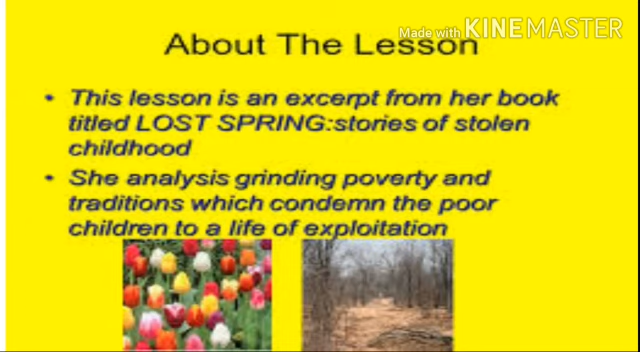 Made with KINEMASTER
About The Lesson
• This lesson is an excerpt from her book
titled LOST SPRING:stories of stolen
childhood
• She analysis grinding poverty and
traditions which condemn the poor
children to a life of exploitation